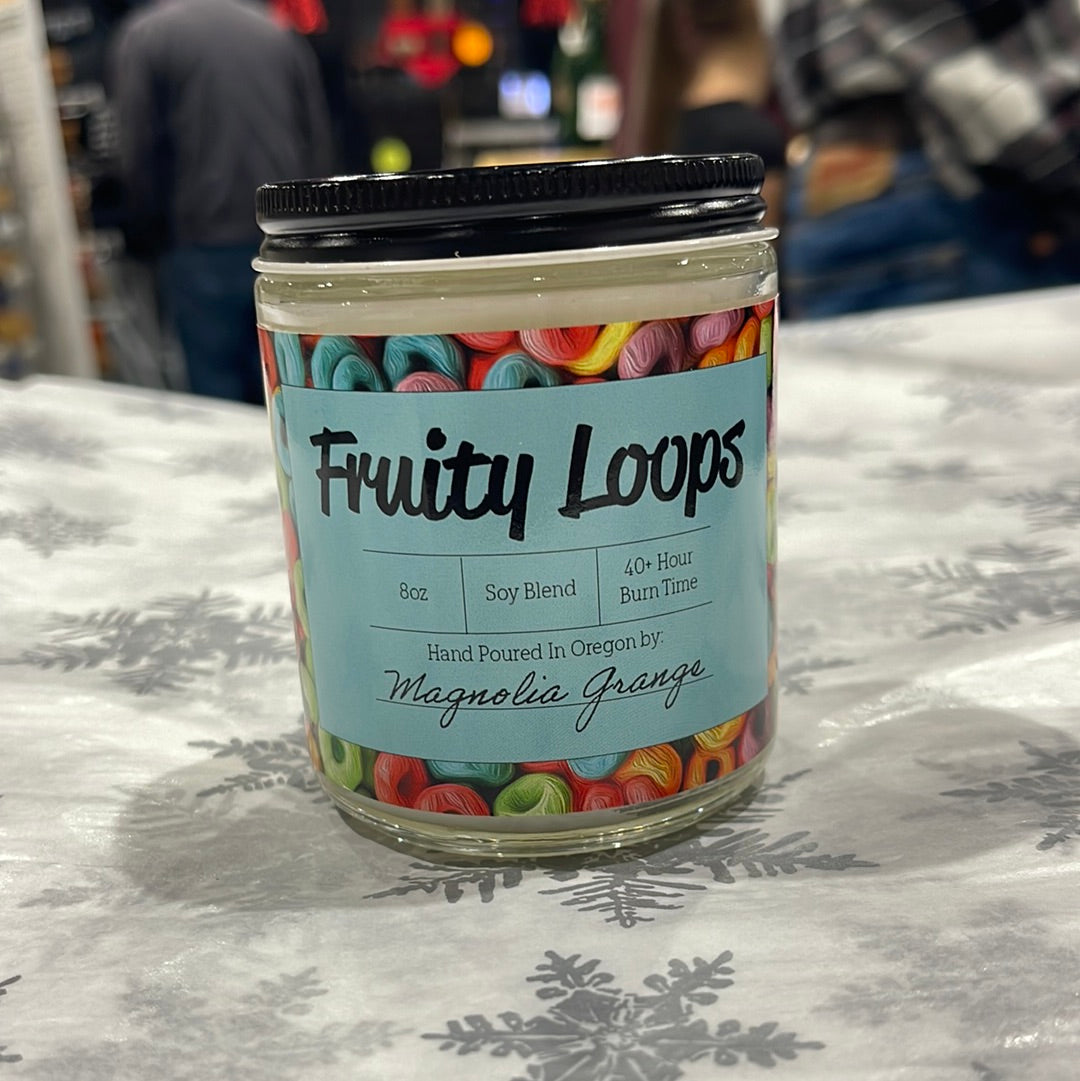 Fruity Loops
8oz
Soy Blend
40+ Hour
Burn Time
Hand Poured In Oregon by:
Magnolia Grange